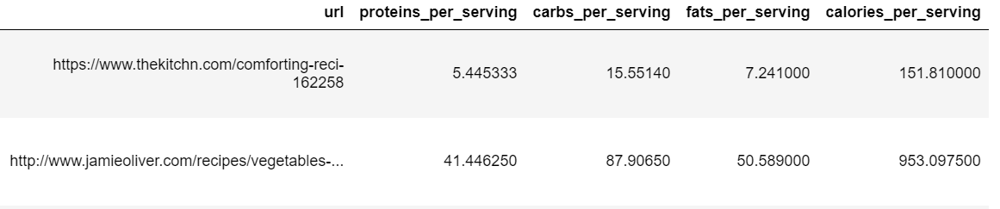 url proteins_per_serving carbs_per_serving fats_per_serving calories_per_serving
https://www.thekitchn.com/comforting-reci-
162258 5.445333 15.55140 7.241000 151.810000
http://www.jamieoliver.com/recipes/vegetables-... 41.446250 87.90650 50.589000 953.097500